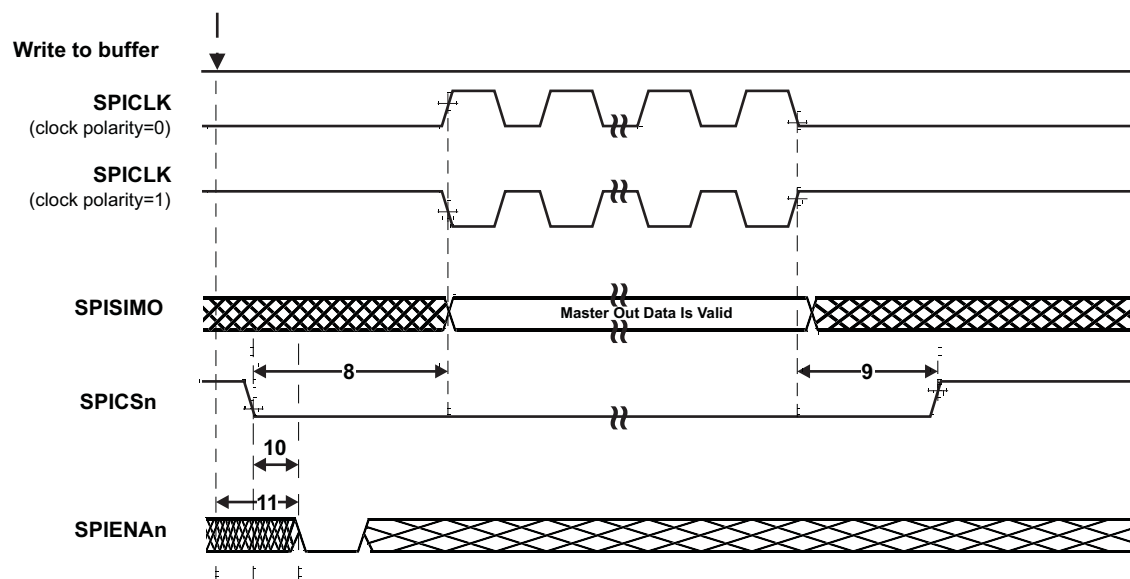 Write to buffer
SPICLK
(clock polarity=0)
SPICLK
(clock polarity=1)
SPISIMO
Master Out Data Is Valid
8
9
SPICSn
10
11
SPIENAn